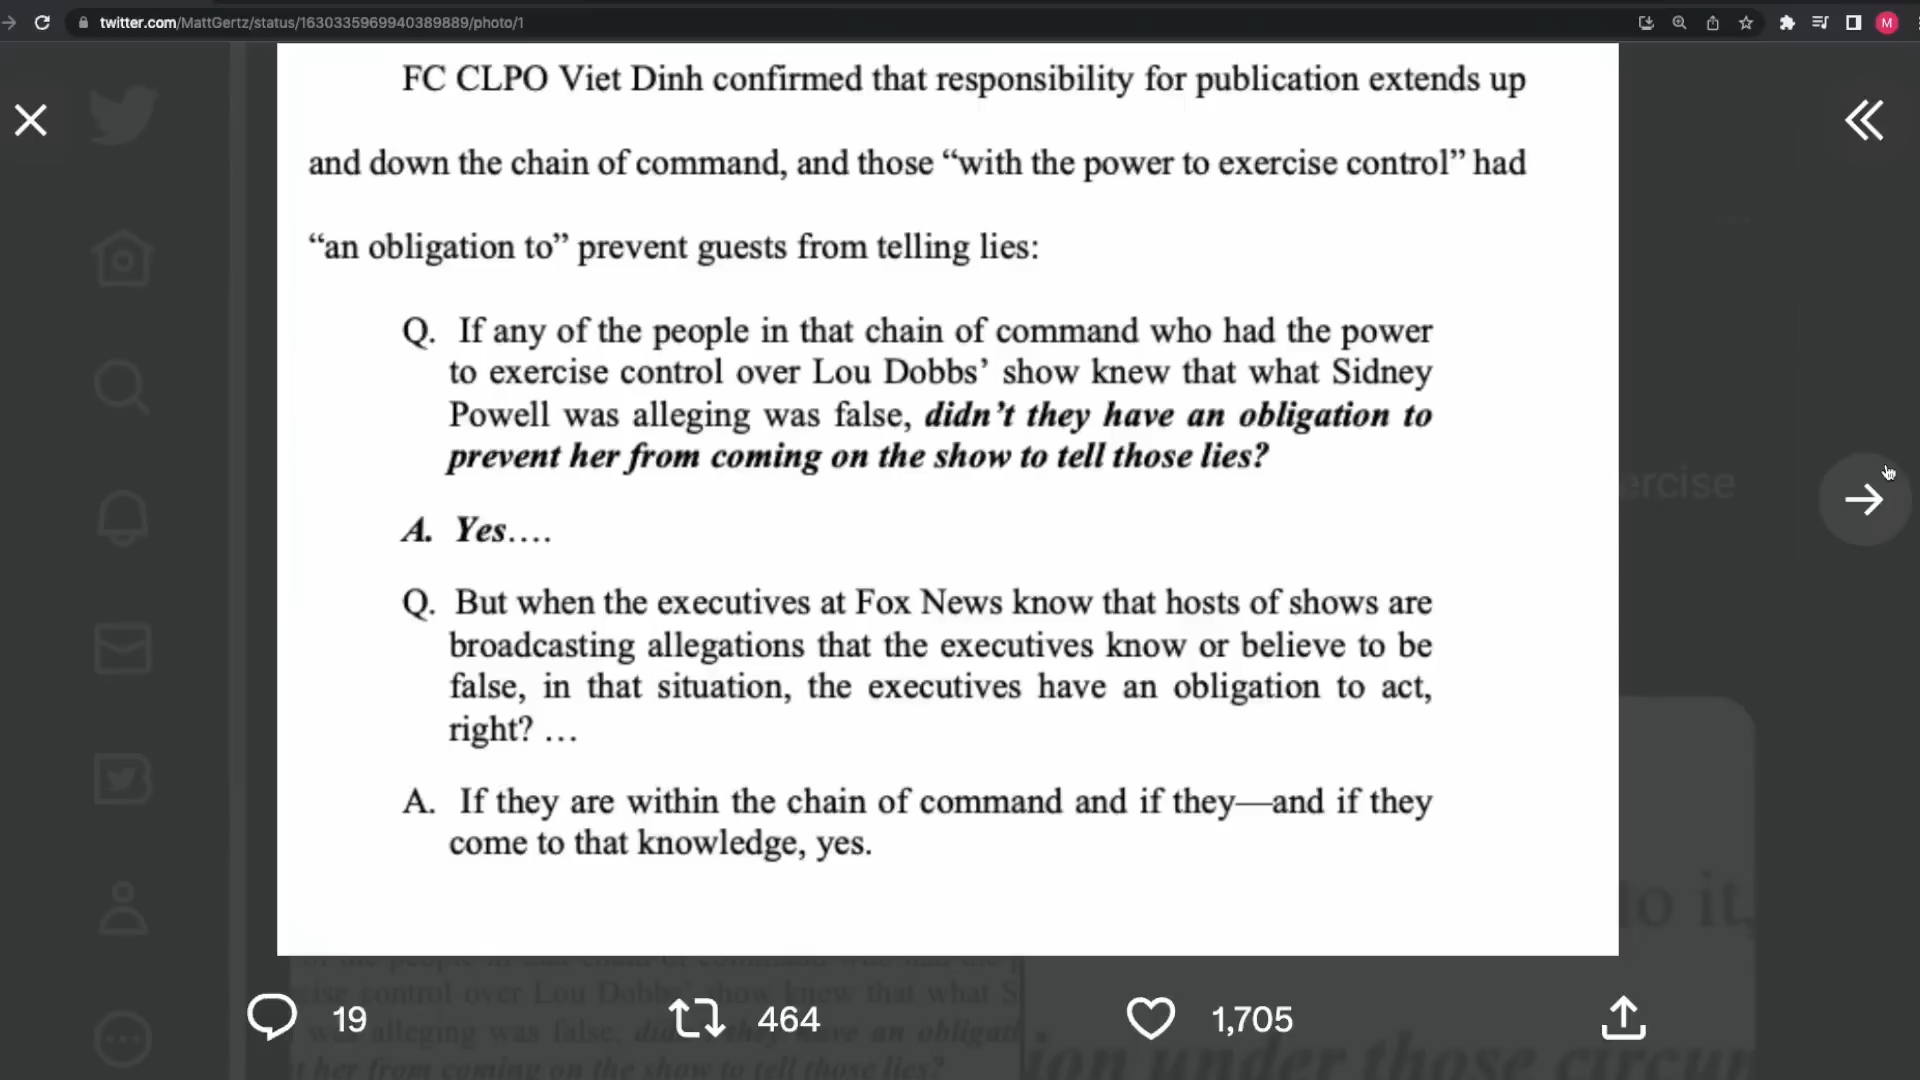 twitter.com/MattGertz/status/1630335969940389889/photo/1
M
FC CLPO Viet Dinh confirmed that responsibility for publication extends up
and down the chain of command, and those “with the power to exercise control” had
“an obligation to” prevent guests from telling lies:
Q. If any of the people in that chain of command who had the power
to exercise control over Lou Dobbs’ show knew that what Sidney
Powell was alleging was false, didn’t they have an obligation to
prevent her from coming on the show to tell those lies?
A. Yes….
Q. But when the executives at Fox News know that hosts of shows are
broadcasting allegations that the executives know or believe to be
false, in that situation, the executives have an obligation to act,
right? …
A. If they are within the chain of command and if they—and if they
come to that knowledge, yes.
19
464
1,705